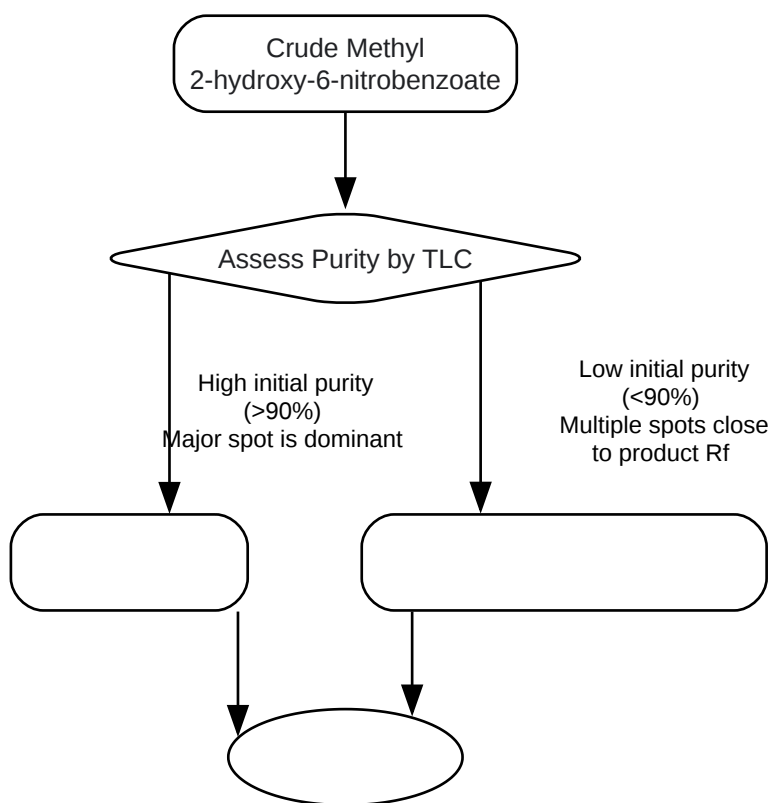 Crude Methyl
2-hydroxy-6-nitrobenzoate
Assess Purity by TLC
High initial purity
(>90%)
Major spot is dominant
Low initial purity
(<90%)
Multiple spots close
to product Rf